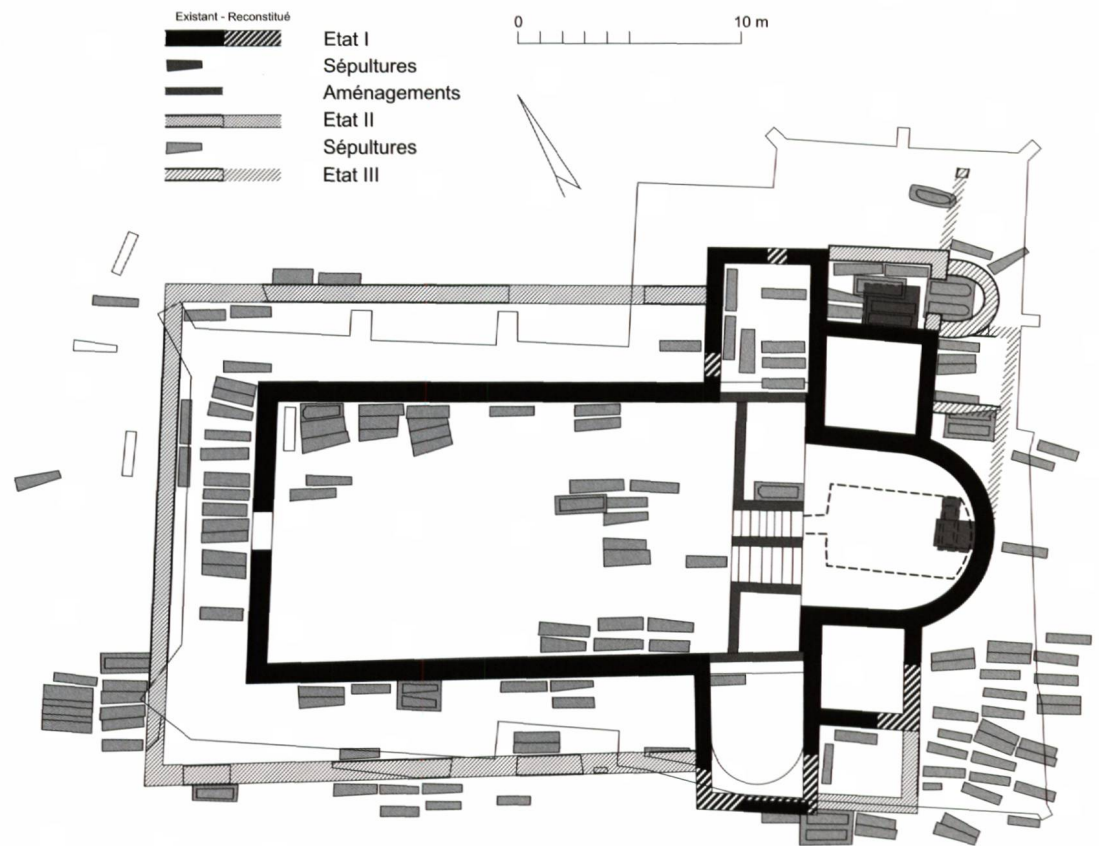 Existant - Reconstitué
Etat I
Sépultures
Aménagements
Etat II
Sépultures
Etat III
0 10 m